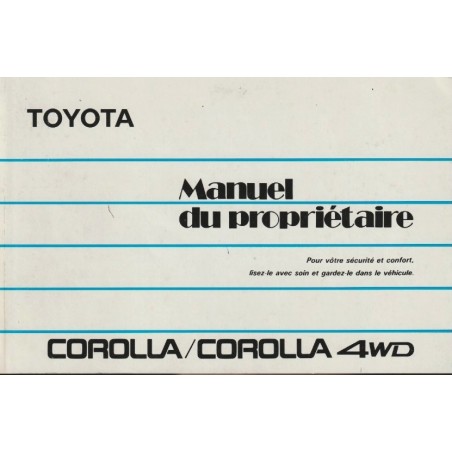 TOYOTA
Manuel
du propriétaire
Pour vôtre sécurité et confort,
lisez-le avec soin et gardez-le dans le véhicule.
COROLLA/COROLLA 4WD